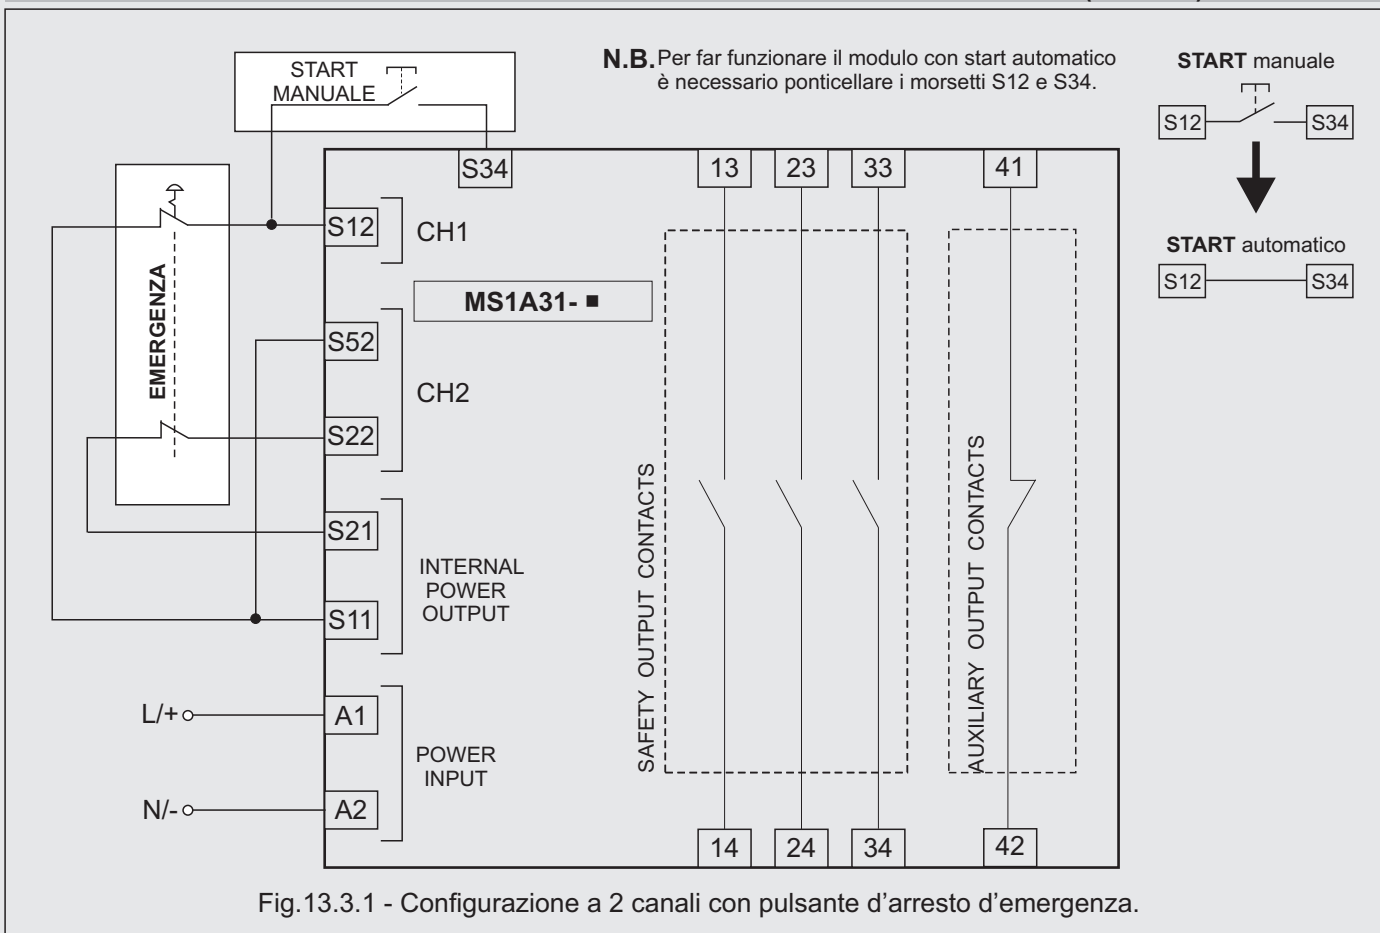 START
MANUALE
N.B. Per far funzionare il modulo con start automatico
è necessario ponticellare i morsetti S12 e S34.
START manuale
S12 S34
START automatico
S12 S34
S34 13 23 33 41
S12 CH1
MS1A31- ■
EMERGENZA
S52
CH2
S22
S21
INTERNAL
POWER
OUTPUT
S11
SAFETY OUTPUT CONTACTS
AUXILIARY OUTPUT CONTACTS
L/+ A1
POWER
INPUT
N/- A2
14 24 34 42
Fig.13.3.1 - Configurazione a 2 canali con pulsante d’arresto d’emergenza.